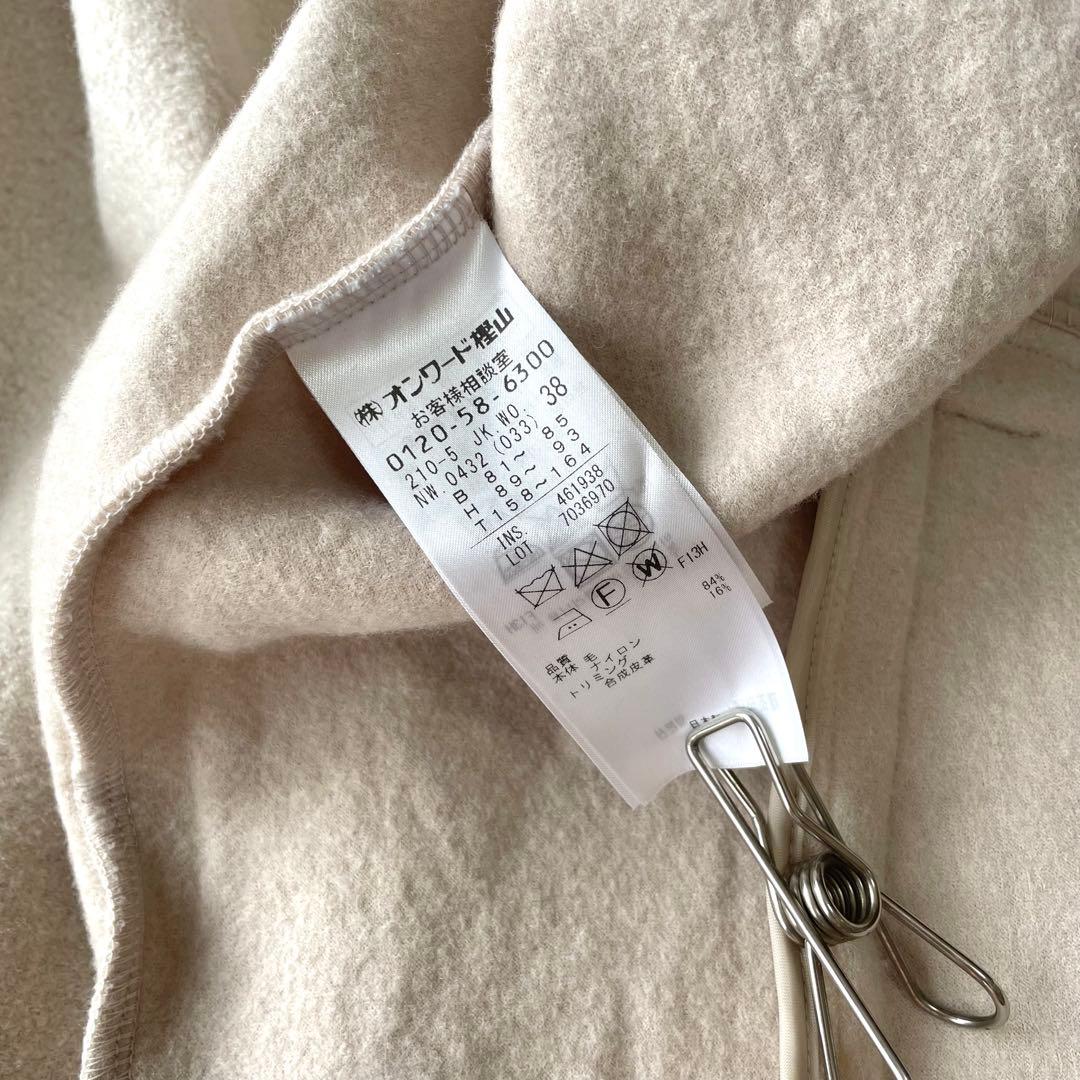 (株)オンワード樫山
お客様相談室
0120-58-6300
210-5 JK.WO 38
NW.0432 (033)
B 81～ 85
H 89～ 93
T158～164
INS. 461938
LOT 7036970
F W F13H
品質
本体 毛 84%
ナイロン 16%
トリミング
合成皮革